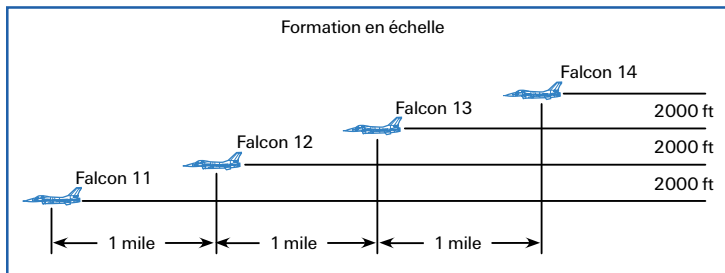 Formation en échelle
Falcon 14
2000 ft
Falcon 13
2000 ft
Falcon 12
2000 ft
Falcon 11
1 mile 1 mile 1 mile